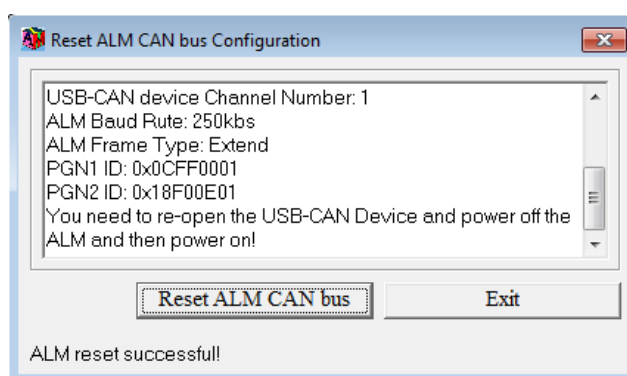 Reset ALM CAN bus Configuration
USB-CAN device Channel Number: 1
ALM Baud Rute: 250kbs
ALM Frame Type: Extend
PGN1 ID: 0x0CFF0001
PGN2 ID: 0x18F00E01
You need to re-open the USB-CAN Device and power off the
ALM and then power on!
Reset ALM CAN bus
Exit
ALM reset successful!